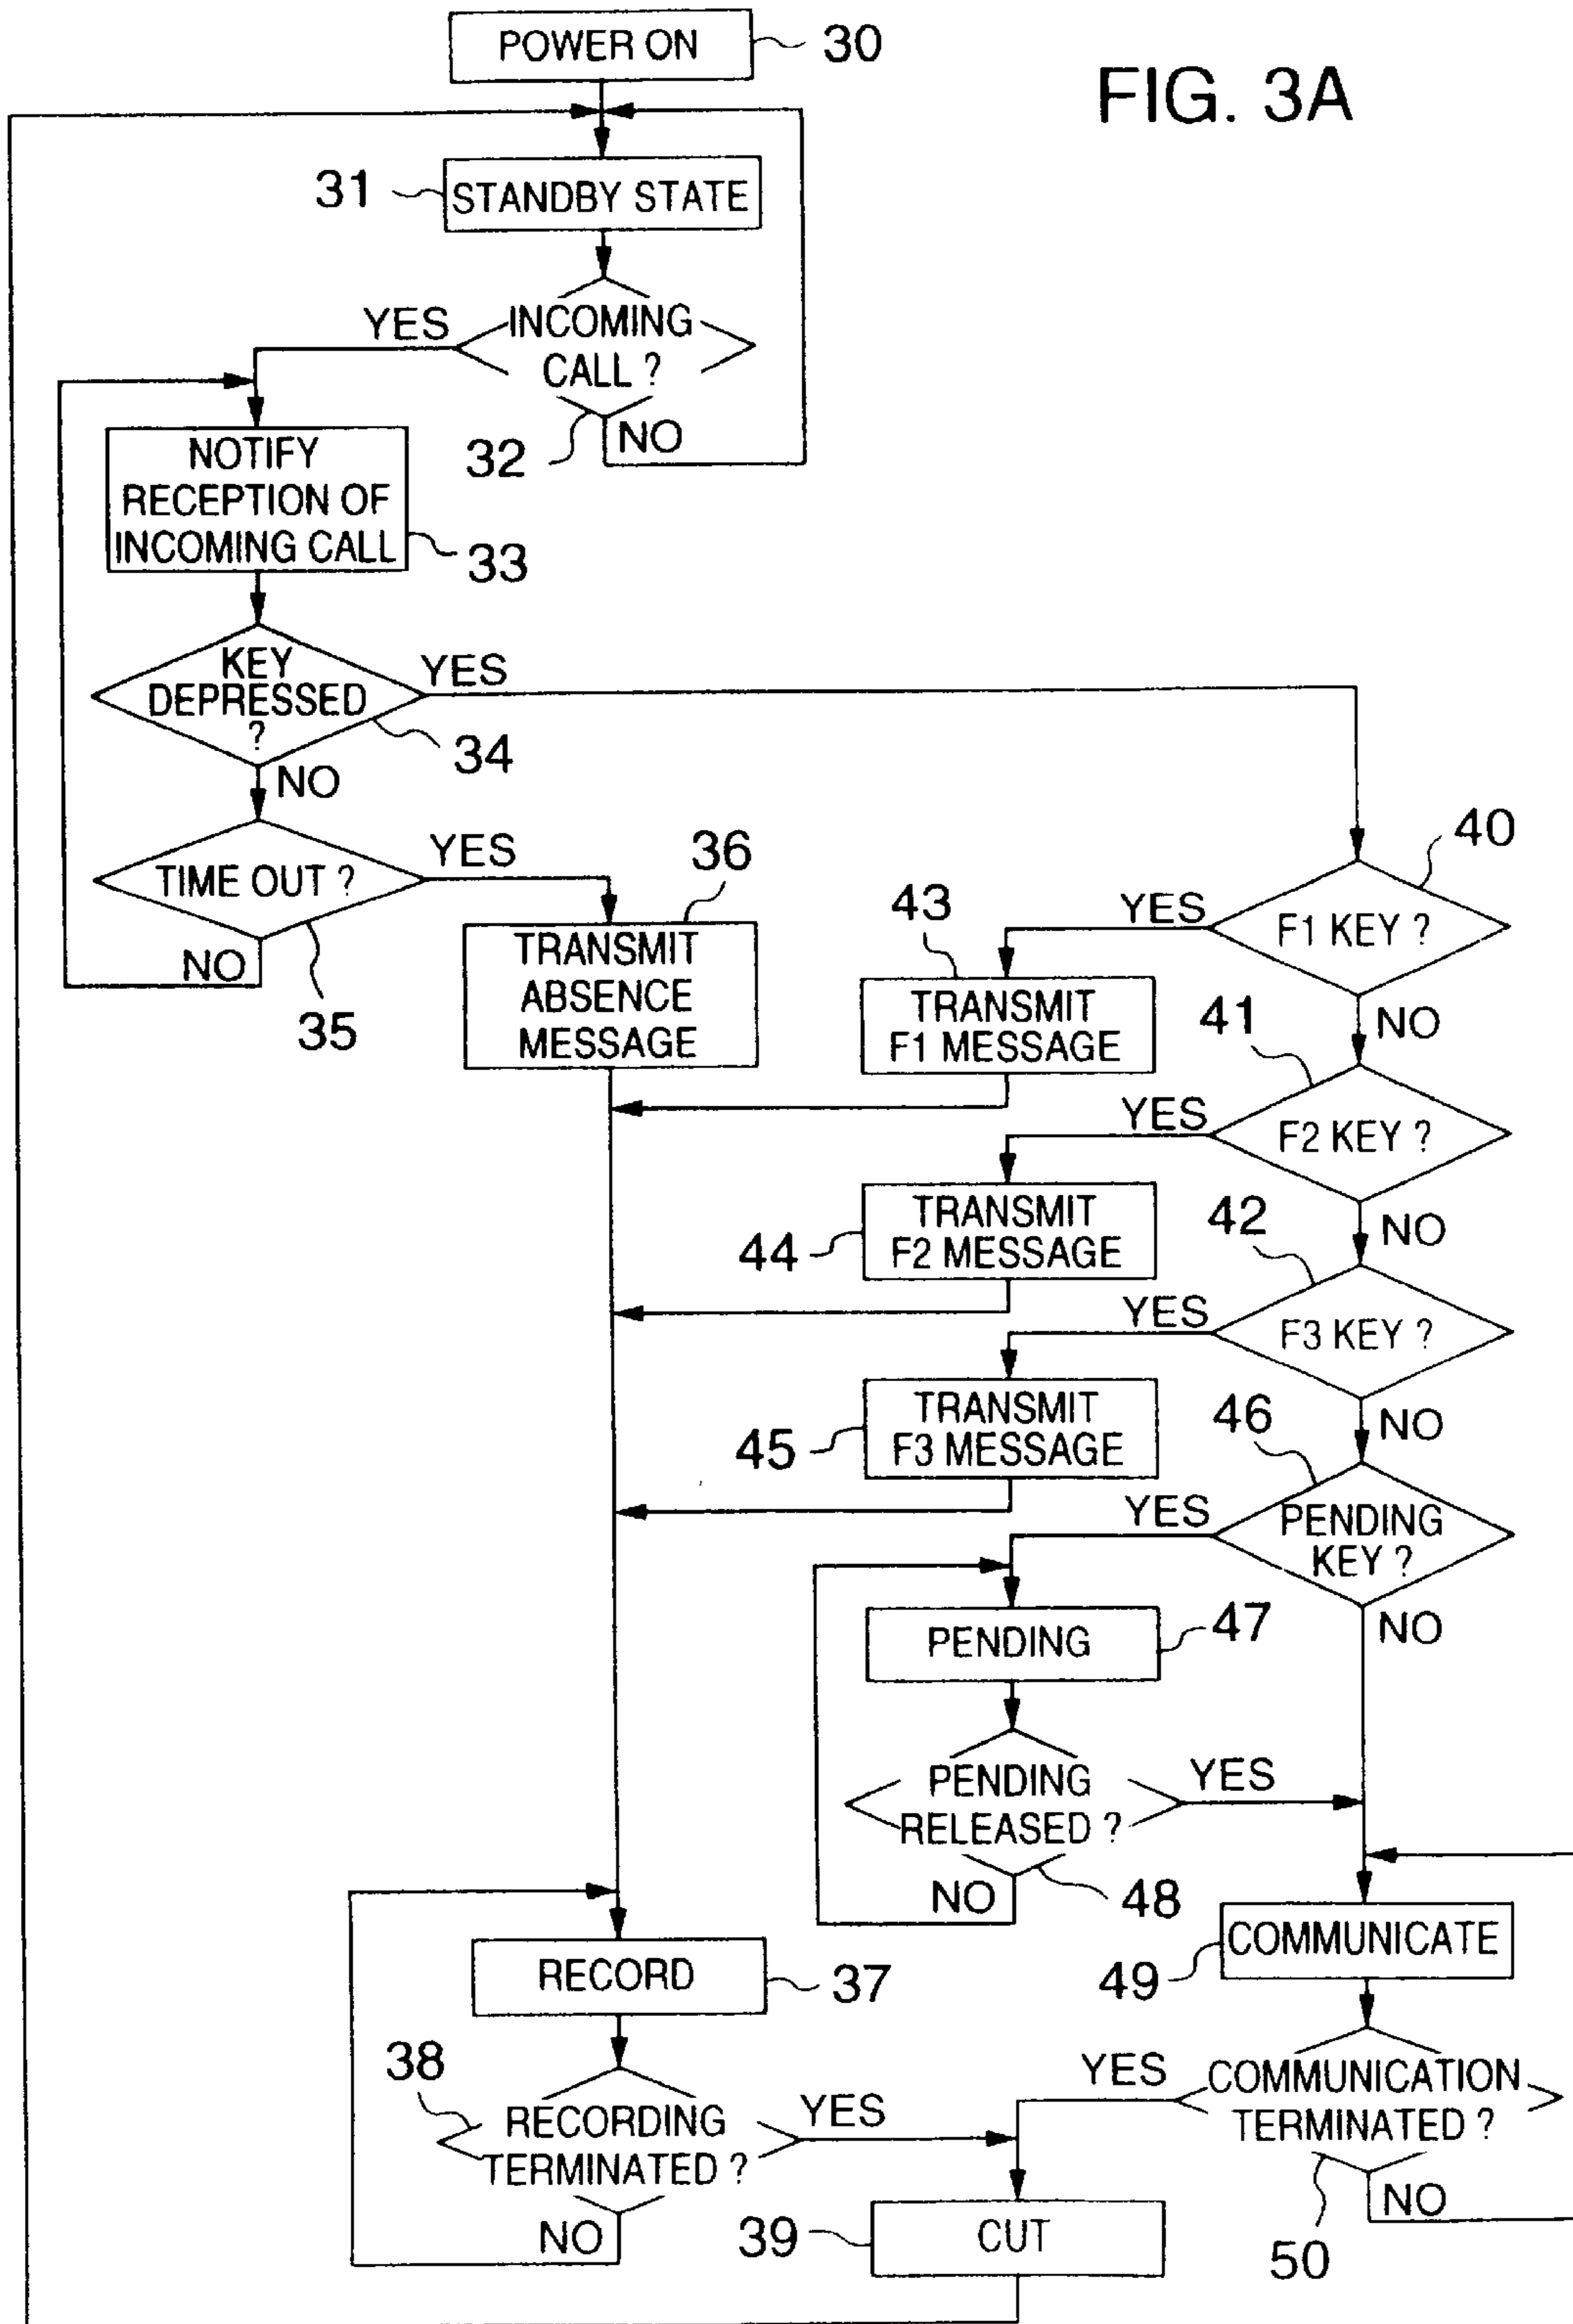 POWER ON
30
FIG. 3A
31
STANDBY STATE
YES
INCOMING
CALL ?
32
NO
NOTIFY
RECEPTION OF
INCOMING CALL
33
KEY
DEPRESSED
?
YES
34
NO
TIME OUT ?
YES
NO
35
36
TRANSMIT
ABSENCE
MESSAGE
40
F1 KEY ?
YES
NO
43
TRANSMIT
F1 MESSAGE
41
F2 KEY ?
YES
NO
44
TRANSMIT
F2 MESSAGE
42
F3 KEY ?
YES
NO
45
TRANSMIT
F3 MESSAGE
46
PENDING
KEY ?
YES
NO
PENDING
47
PENDING
RELEASED ?
YES
NO
48
COMMUNICATE
49
RECORD
37
38
RECORDING
TERMINATED ?
YES
NO
YES
COMMUNICATION
TERMINATED ?
NO
50
39
CUT